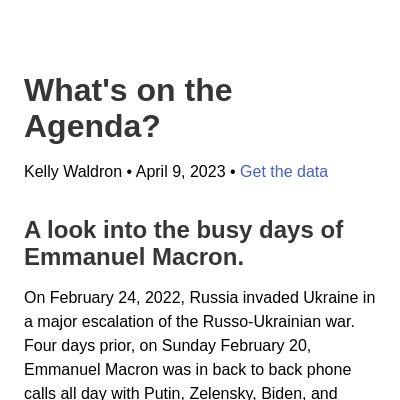 What's on the
Agenda?
Kelly Waldron • April 9, 2023 • Get the data
A look into the busy days of
Emmanuel Macron.
On February 24, 2022, Russia invaded Ukraine in
a major escalation of the Russo-Ukrainian war.
Four days prior, on Sunday February 20,
Emmanuel Macron was in back to back phone
calls all day with Putin, Zelensky, Biden, and